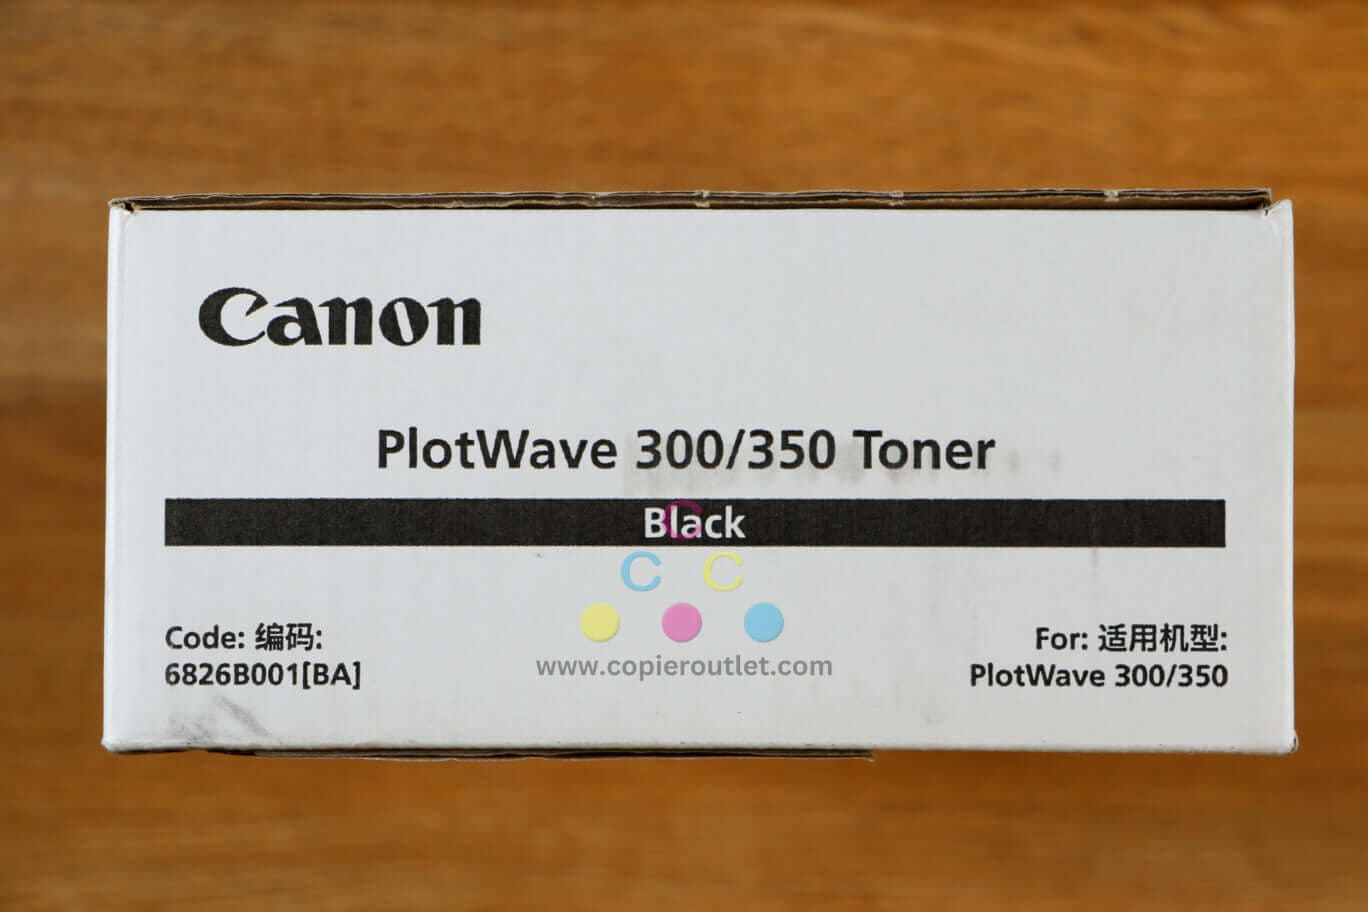 Canon
PlotWave 300/350 Toner
Black
C
C C
Code: 编码:
6826B001[BA]
For: 适用机型:
PlotWave 300/350
www.copieroutlet.com